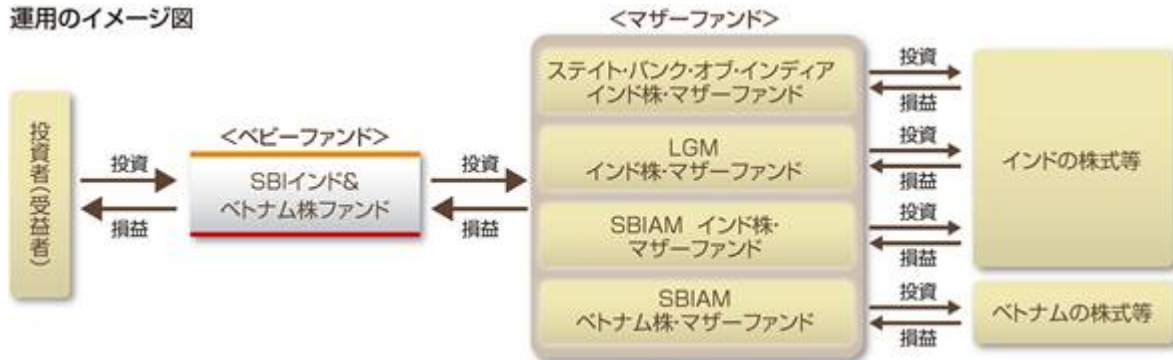 運用のイメージ図
投資者(受益者)
投資
損益
<ベビーファンド>
SBIインド&
ベトナム株ファンド
投資
損益
<マザーファンド>
ステイト・バンク・オブ・インディア
インド株・マザーファンド
LGM
インド株・マザーファンド
SBIAM インド株・
マザーファンド
SBIAM
ベトナム株・マザーファンド
投資
損益
投資
損益
投資
損益
投資
損益
インドの株式等
ベトナムの株式等